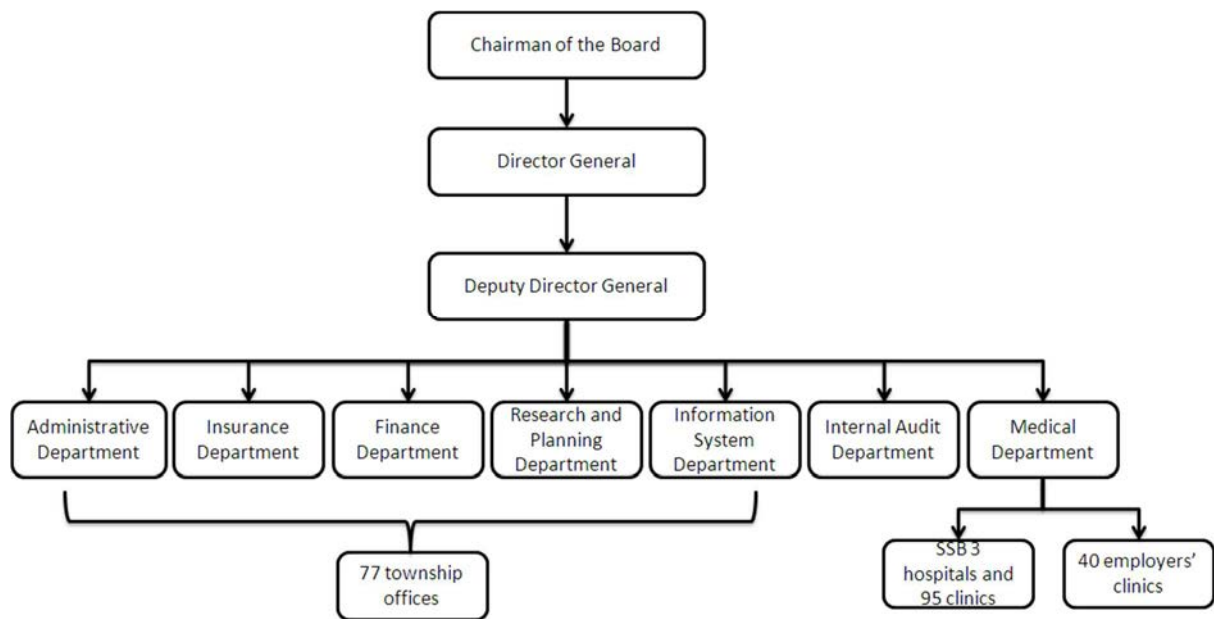 Chairman of the Board
Director General
Deputy Director General
Administrative
Department
Insurance
Department
Finance
Department
Research and
Planning
Department
Information
System
Department
Internal Audit
Department
Medical
Department
77 township
offices
SSB 3
hospitals and
95 clinics
40 employers’
clinics